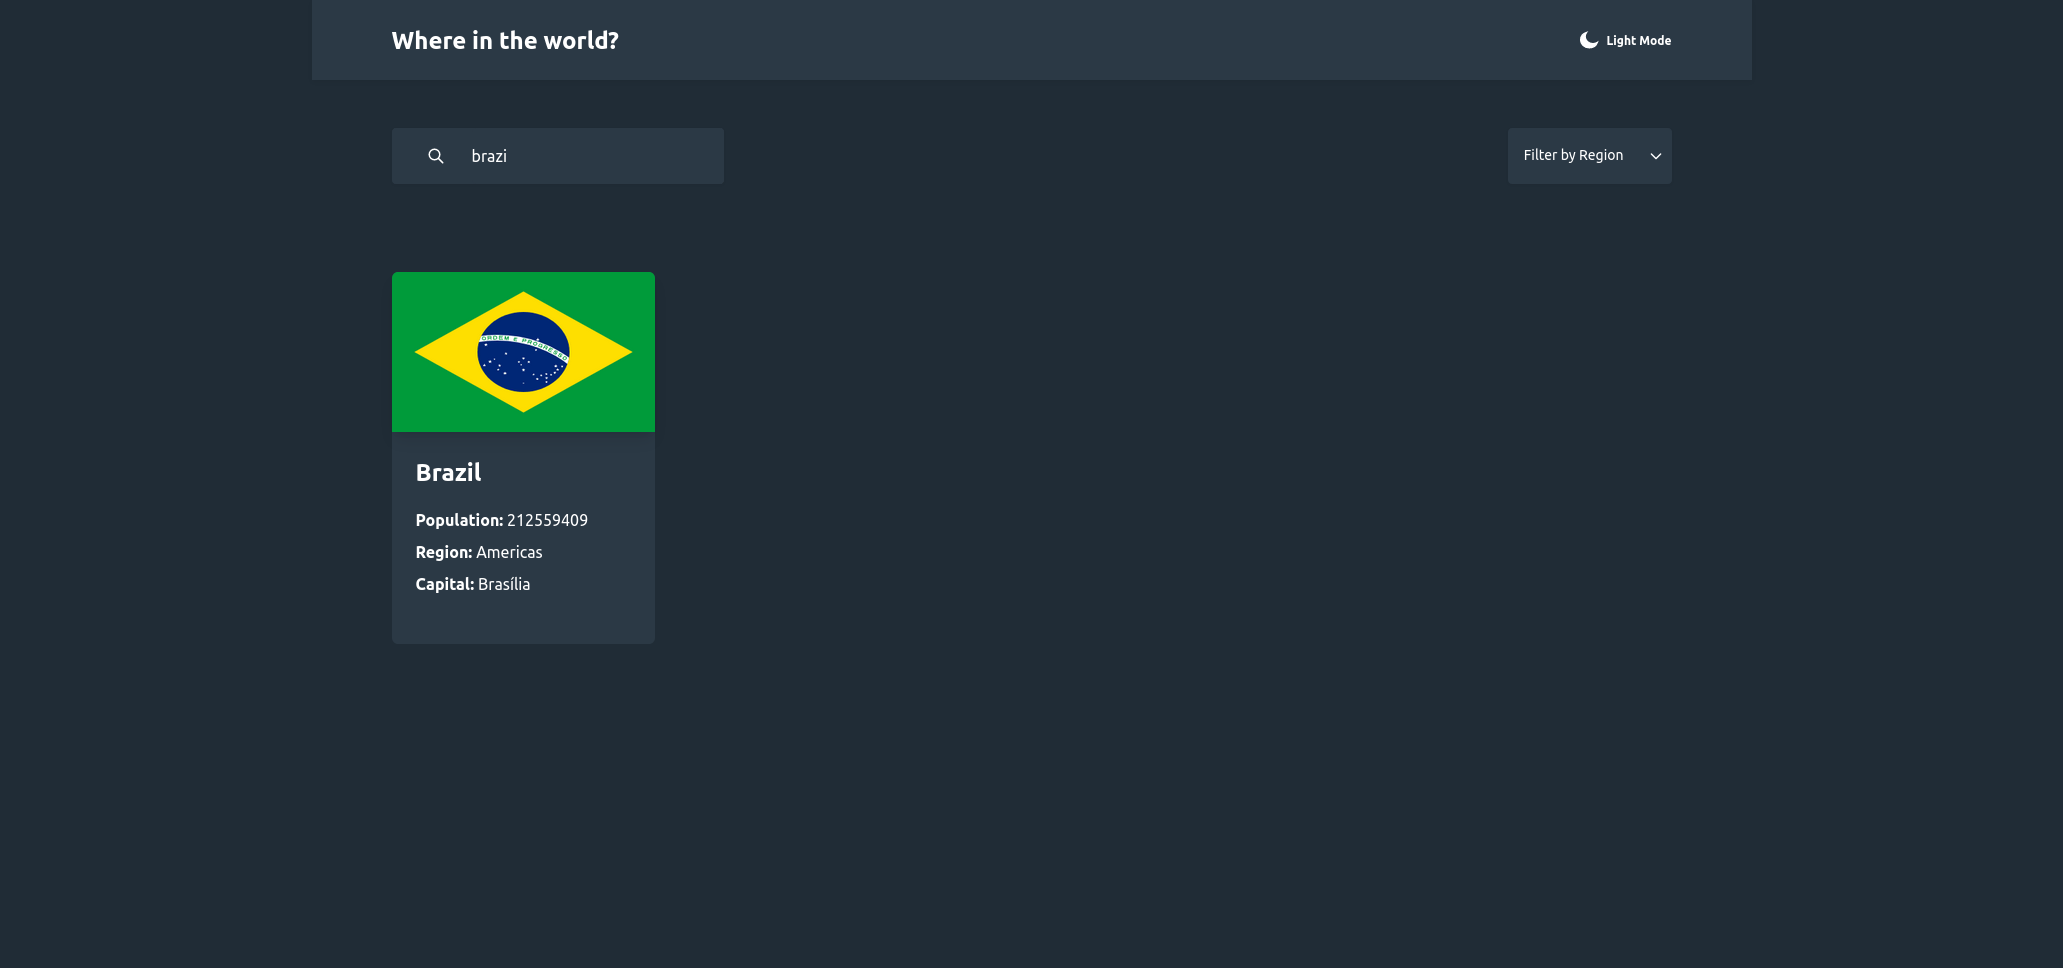 Where in the world?
Light Mode
brazi
Filter by Region
ORDEM E PROGRESSO
Brazil
Population: 212559409
Region: Americas
Capital: Brasília